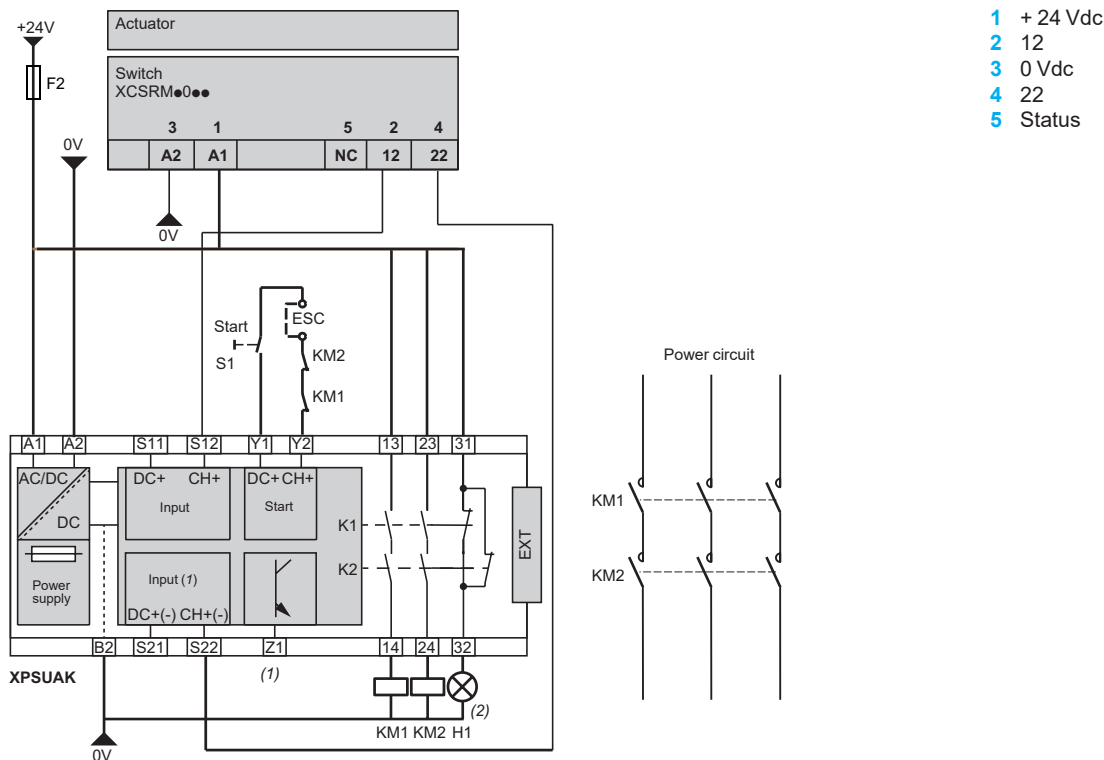 +24V
F2
0V
Actuator
Switch
XCSRM●0●●
3 1 5 2 4
A2 A1 NC 12 22
0V
1 + 24 Vdc
2 12
3 0 Vdc
4 22
5 Status
Start
S1
ESC
KM2
KM1
A1 A2 S11 S12 Y1 Y2 13 23 31
AC/DC
DC
Power
supply
DC+ CH+
Input
DC+ CH+
Start
Input (1)
DC+(-) CH+(-)
K1
K2
EXT
B2 S21 S22 Z1 14 24 32
XPSUAK
(1)
(2)
KM1 KM2 H1
0V
Power circuit
KM1
KM2